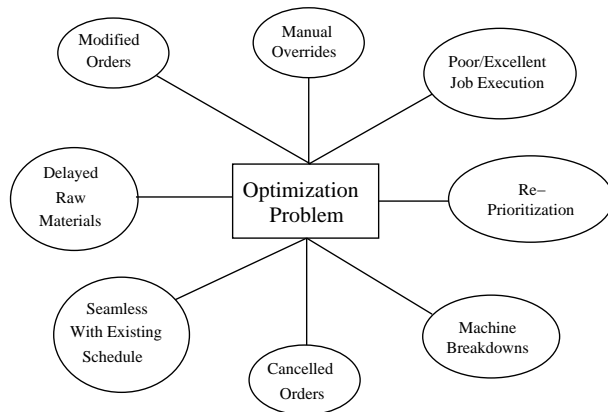 Modified
Orders
Manual
Overrides
Poor/Excellent
Job Execution
Delayed
Raw
Materials
Optimization
Problem
Re−
Prioritization
Seamless
With Existing
Schedule
Cancelled
Orders
Machine
Breakdowns